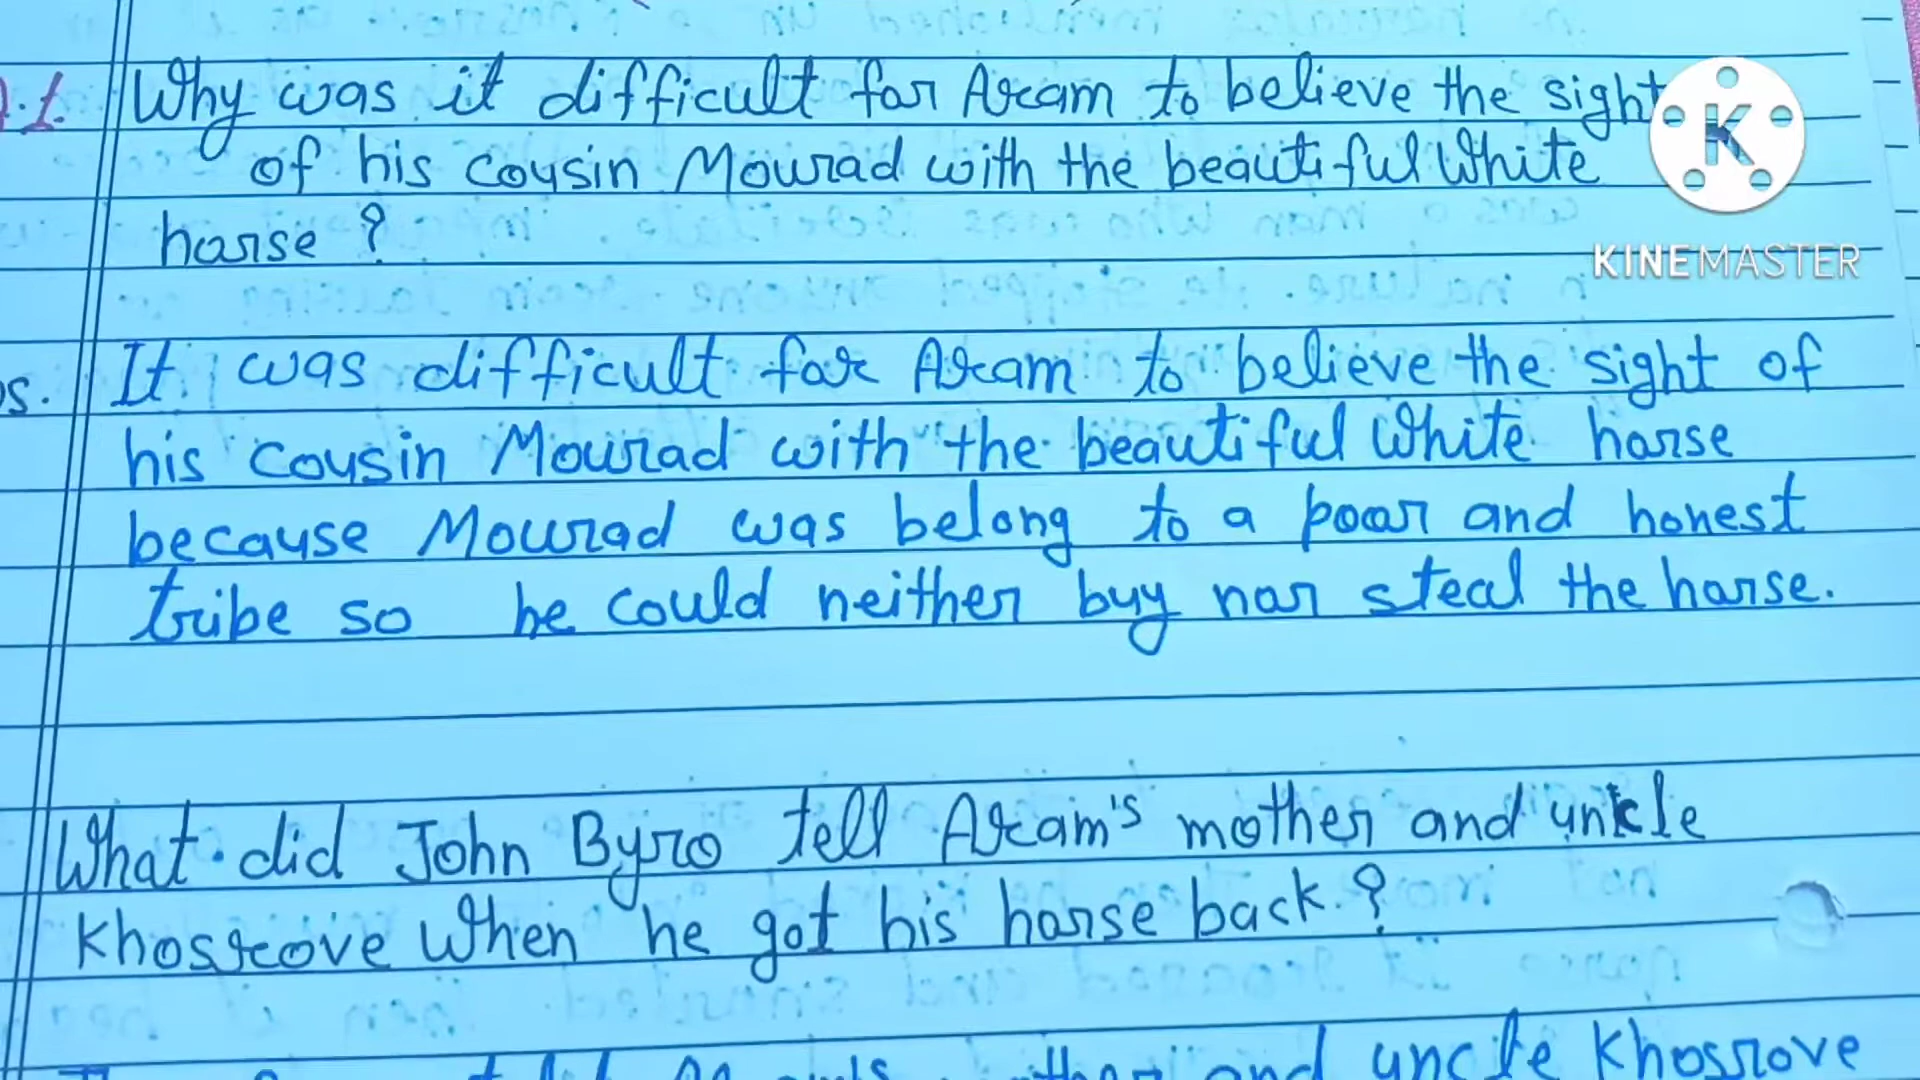 Q.1. Why was it difficult for Aram to believe the sight
of his cousin Mourad with the beautiful White
horse ?
KINEMASTER
s. It was difficult for Aram to believe the sight of
his cousin Mourad with the beautiful White horse
because Mourad was belong to a poor and honest
tribe so he could neither buy nor steal the horse.
What did John Byro tell Aram's mother and unkle
Khosrove When he got his horse back ?
and uncle Khosrove